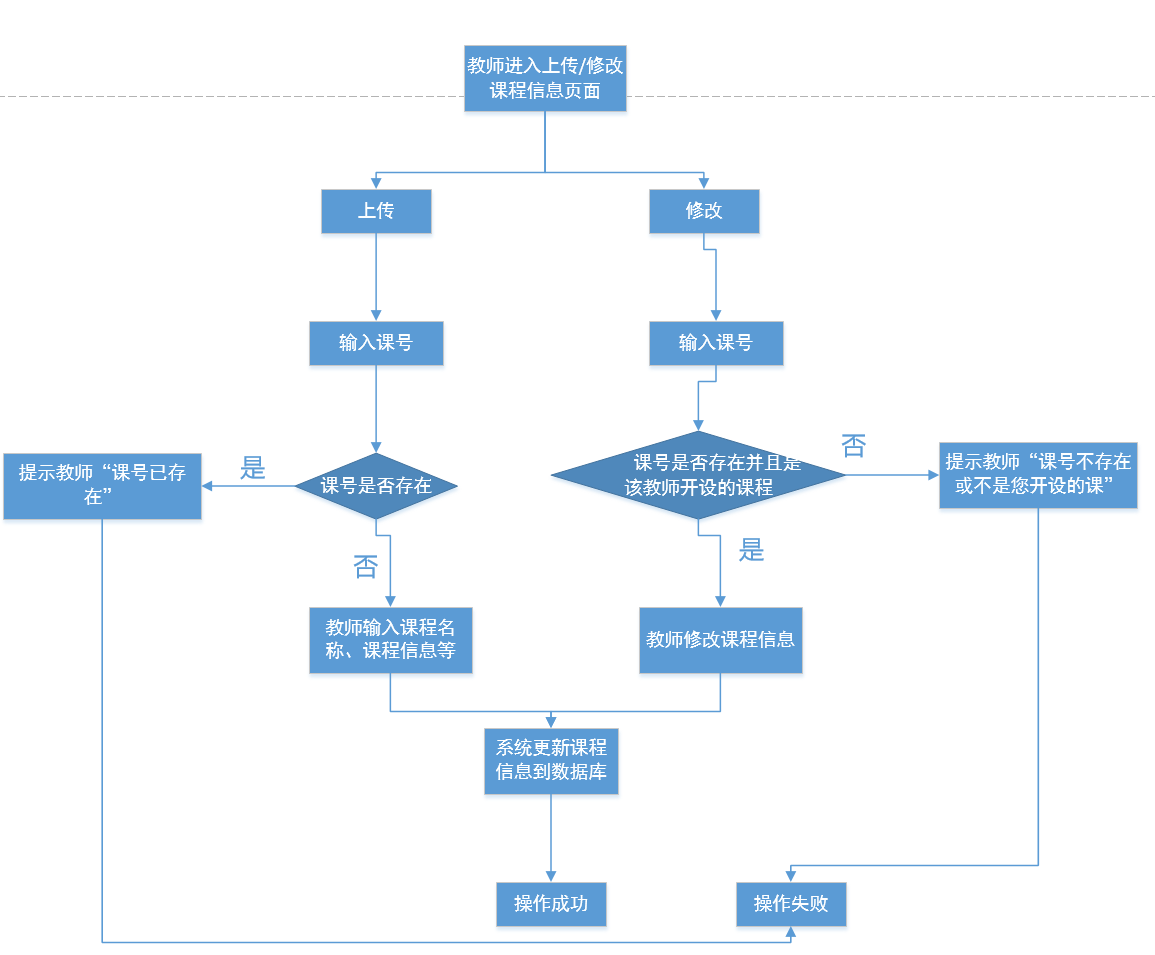 教师进入上传/修改
课程信息页面
上传
修改
输入课号
输入课号
课号是否存在并且是
该教师开设的课程
否
提示教师“课号不存在
或不是您开设的课”
提示教师“课号已存
在”
是
课号是否存在
否
是
教师输入课程名
称、课程信息等
教师修改课程信息
系统更新课程
信息到数据库
操作成功
操作失败